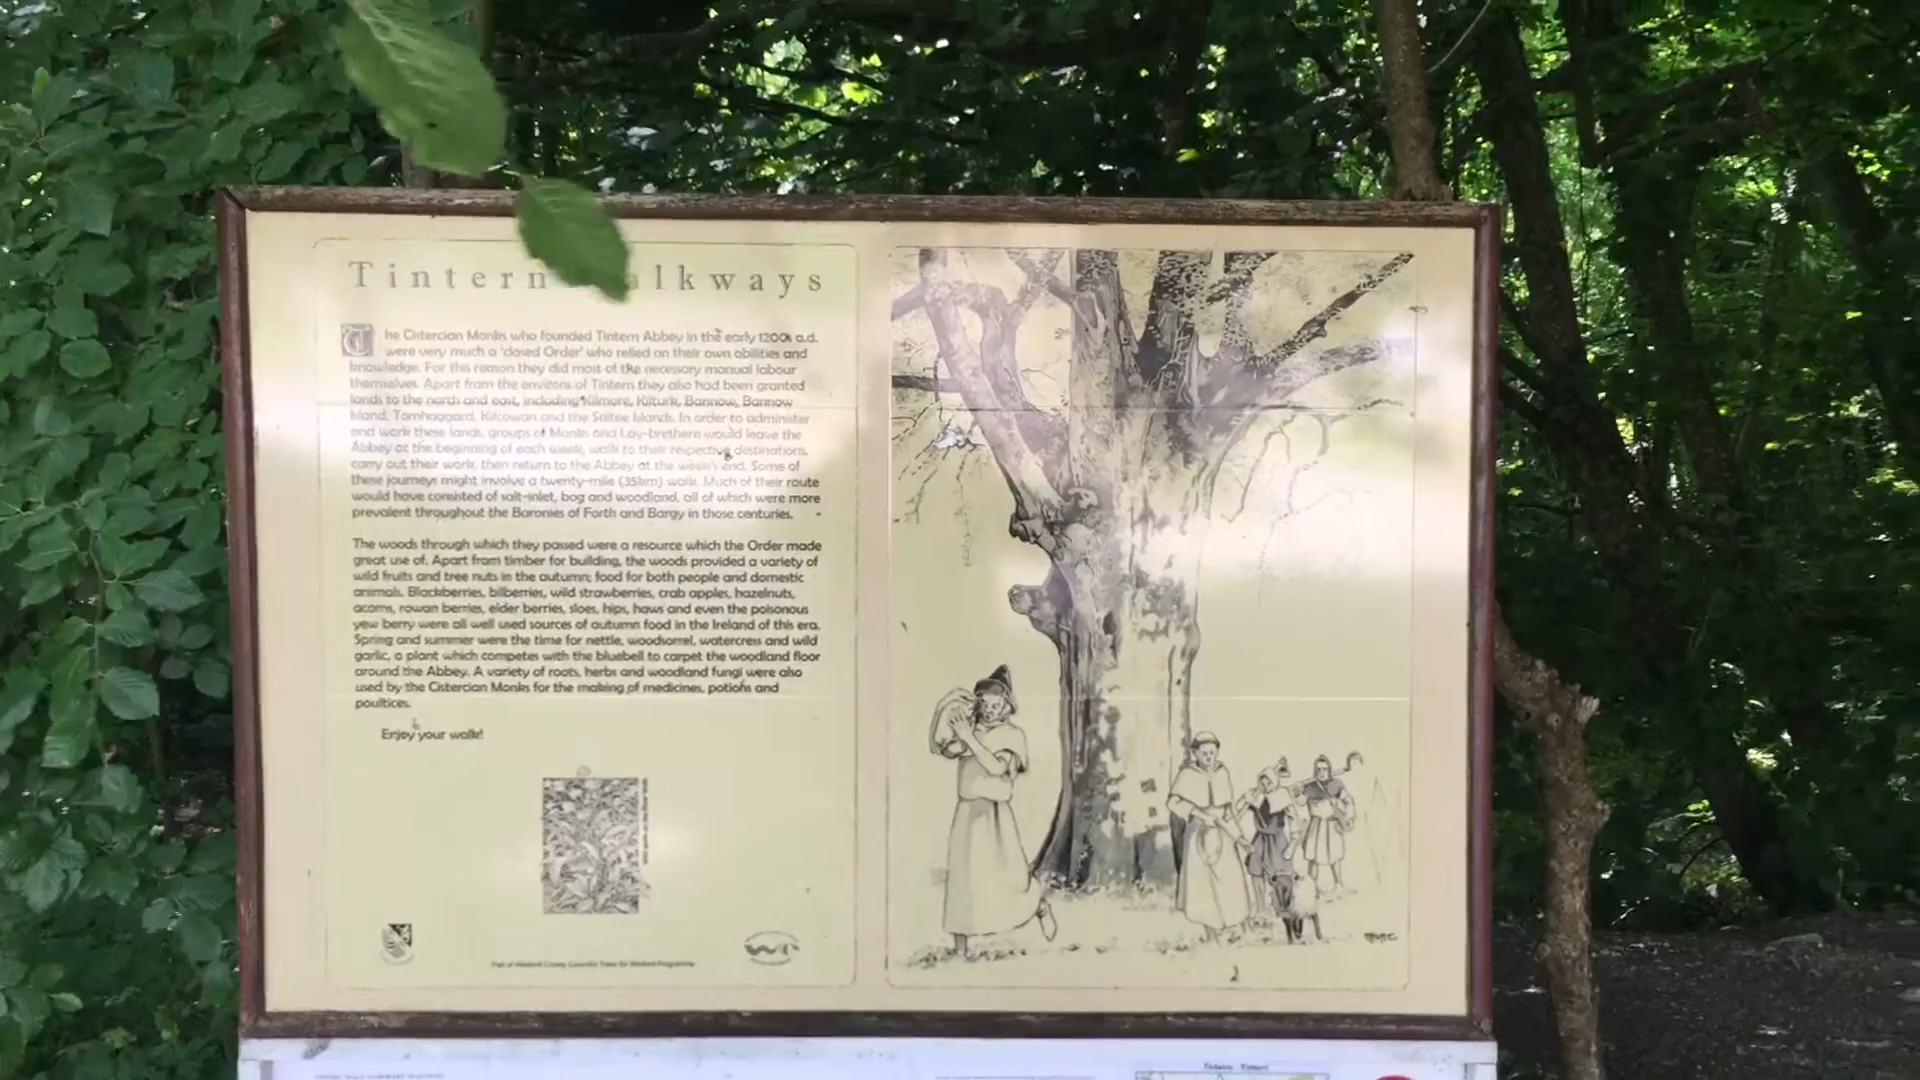 Tintern alkways
The Cistercian Monks who founded Tintern Abbey in the early 1200s a.d.
were very much a 'closed Order' who relied on their own abilities and
knowledge. For this reason they did most of the necessary manual labour
themselves. Apart from the environs of Tintern they also had been granted
lands to the north and east, including Kilmore, Kilturk, Bannow, Bannow
Island, Tomhaggard, Kilcowan and the Saltee Islands. In order to administer
and work these lands, groups of Monks and Lay-brethern would leave the
Abbey at the beginning of each week, walk to their respective destinations,
carry out their work, then return to the Abbey at the week's end. Some of
these journeys might involve a twenty-mile (35km) walk. Much of their route
would have consisted of salt-inlet, bog and woodland, all of which were more
prevalent throughout the Baronies of Forth and Bargy in those centuries.
The woods through which they passed were a resource which the Order made
great use of. Apart from timber for building, the woods provided a variety of
wild fruits and tree nuts in the autumn; food for both people and domestic
animals. Blackberries, bilberries, wild strawberries, crab apples, hazelnuts,
acorns, rowan berries, elder berries, sloes, hips, haws and even the poisonous
yew berry were all well used sources of autumn food in the Ireland of this era.
Spring and summer were the time for nettle, woodsorrel, watercress and wild
garlic, a plant which competes with the bluebell to carpet the woodland floor
around the Abbey. A variety of roots, herbs and woodland fungi were also
used by the Cistercian Monks for the making of medicines, potions and
poultices.
Enjoy your walk!
Part of Wexford County Council's Trees for Wexford Programme